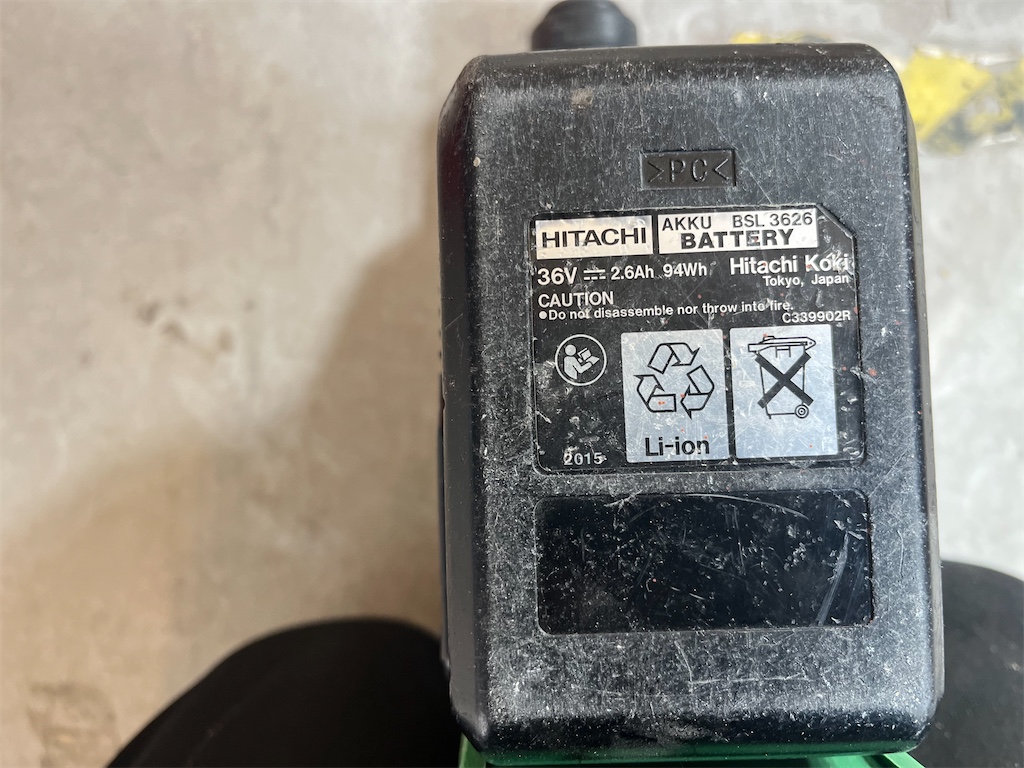 >PC<
HITACHI
AKKU BSL 3626
BATTERY
36V ⎓ 2.6Ah 94Wh Hitachi Koki
Tokyo, Japan
CAUTION
●Do not disassemble nor throw into fire.
C339902R
Li-ion
2015